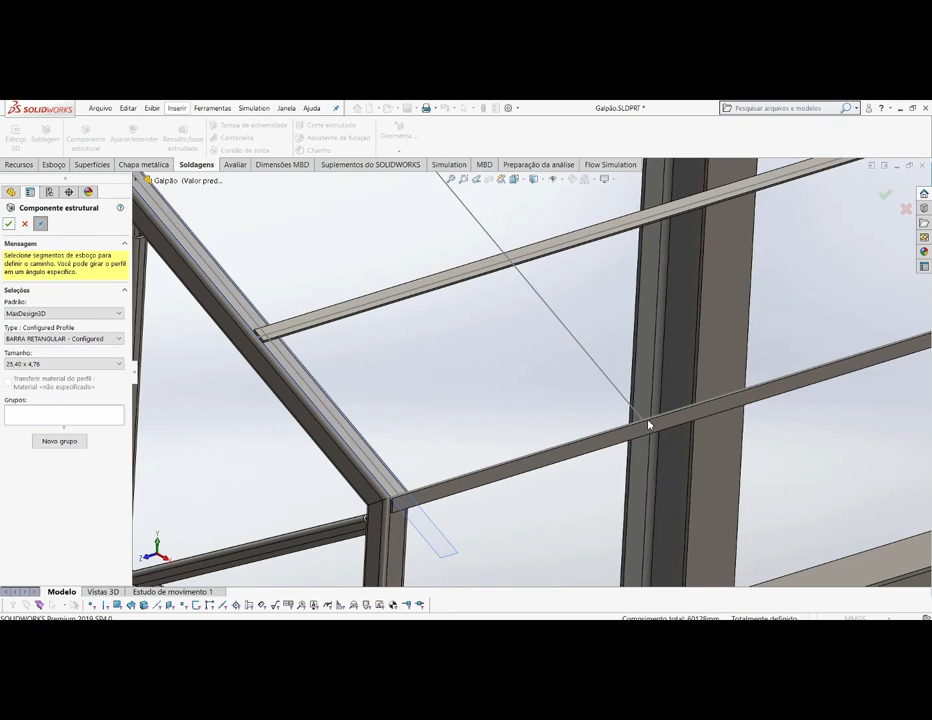 SOLIDWORKS
Arquivo Editar Exibir Inserir Ferramentas Simulation Janela Ajuda
Galpão.SLDPRT *
Pesquisar arquivos e modelos
Esboço 3D
Soldagem
Componente estrutural
Aparar/estender
Ressalto/base extrudado
Tampa de extremidade
Cantoneira
Cordão de solda
Corte extrudado
Assistente de furação
Chanfro
Geometria ...
Recursos Esboço Superfícies Chapa metálica Soldagens Avaliar Dimensões MBD Suplementos do SOLIDWORKS Simulation MBD Preparação da análise Flow Simulation
Galpão (Valor pred...
Componente estrutural
Mensagem
Selecione segmentos de esboço para
definir o caminho. Você pode girar o perfil
em um ângulo específico.
Seleções
Padrão:
MaxDesign3D
Type : Configured Profile
BARRA RETANGULAR - Configured
Tamanho:
25,40 x 4,76
Transferir material do perfil :
Material <não especificado>
Grupos:
Novo grupo
Y
Z
Modelo Vistas 3D Estudo de movimento 1
SOLIDWORKS Premium 2019 SP4.0
Comprimento total: 60128mm
Totalmente definido
MMGS